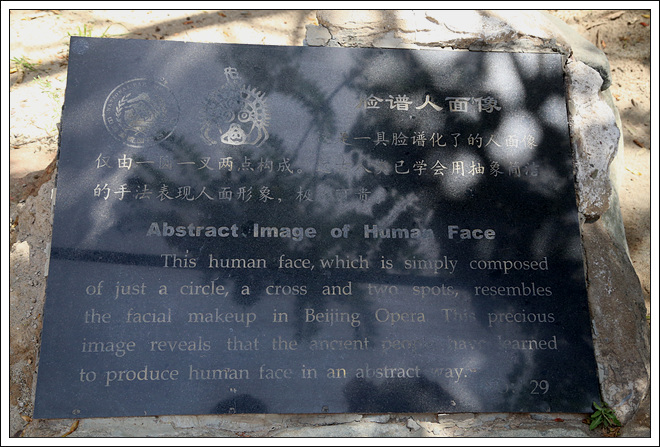 脸谱人面像
一具脸谱化了的人面像
仅由一圆一叉两点构成。 已学会用抽象简洁
的手法表现人面形象，极
Abstract Image of Human Face
This human face, which is simply composed
of just a circle, a cross and two spots, resembles
the facial makeup in Beijing Opera This precious
image reveals that the ancient people have learned
to produce human face in an abstract way.
29